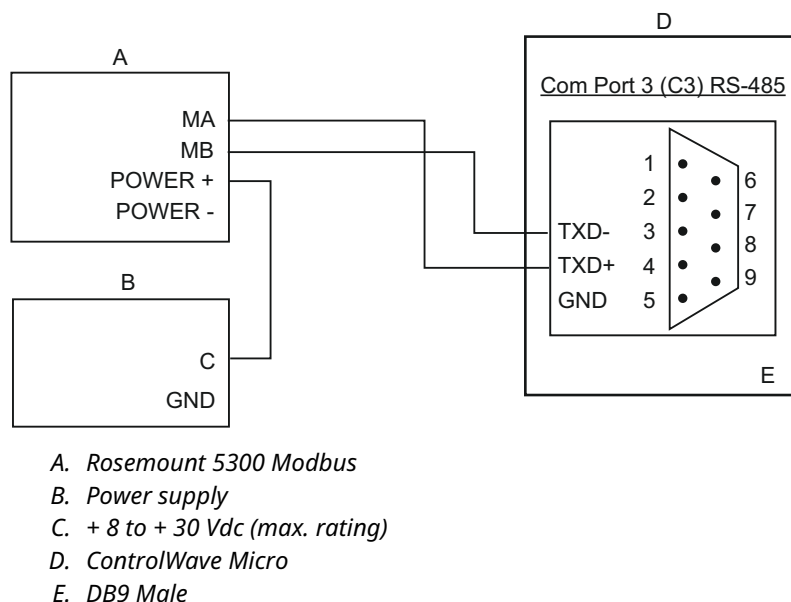 D
A
Com Port 3 (C3) RS-485
MA
MB
POWER +
POWER -
1
6
2
7
TXD- 3
8
TXD+ 4
9
GND 5
B
C
GND
E
A. Rosemount 5300 Modbus
B. Power supply
C. + 8 to + 30 Vdc (max. rating)
D. ControlWave Micro
E. DB9 Male